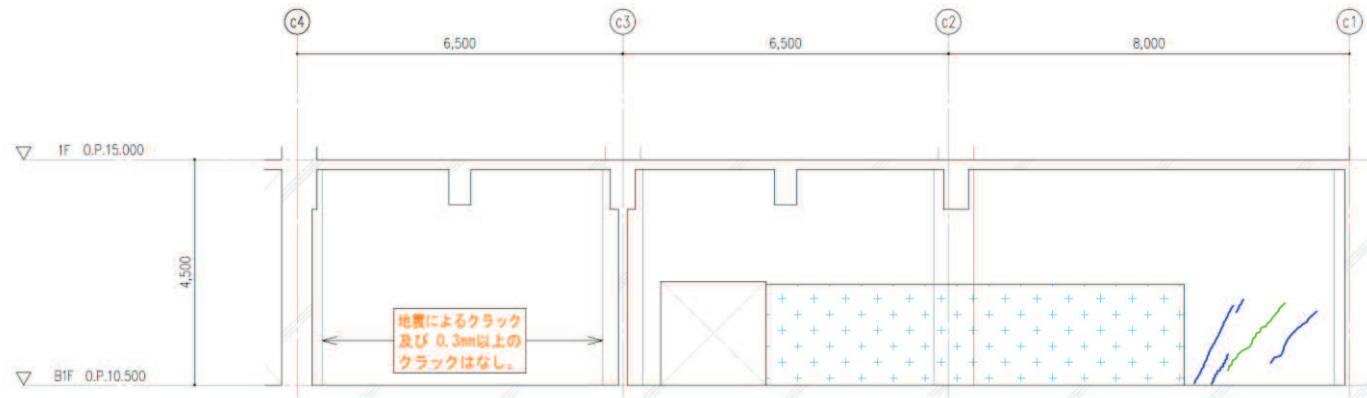 c4 c3 c2 c1
6,500 6,500 8,000
1F O.P.15.000
4,500
地震によるクラック
及び 0.3mm以上の
クラックはなし。
B1F O.P.10.500